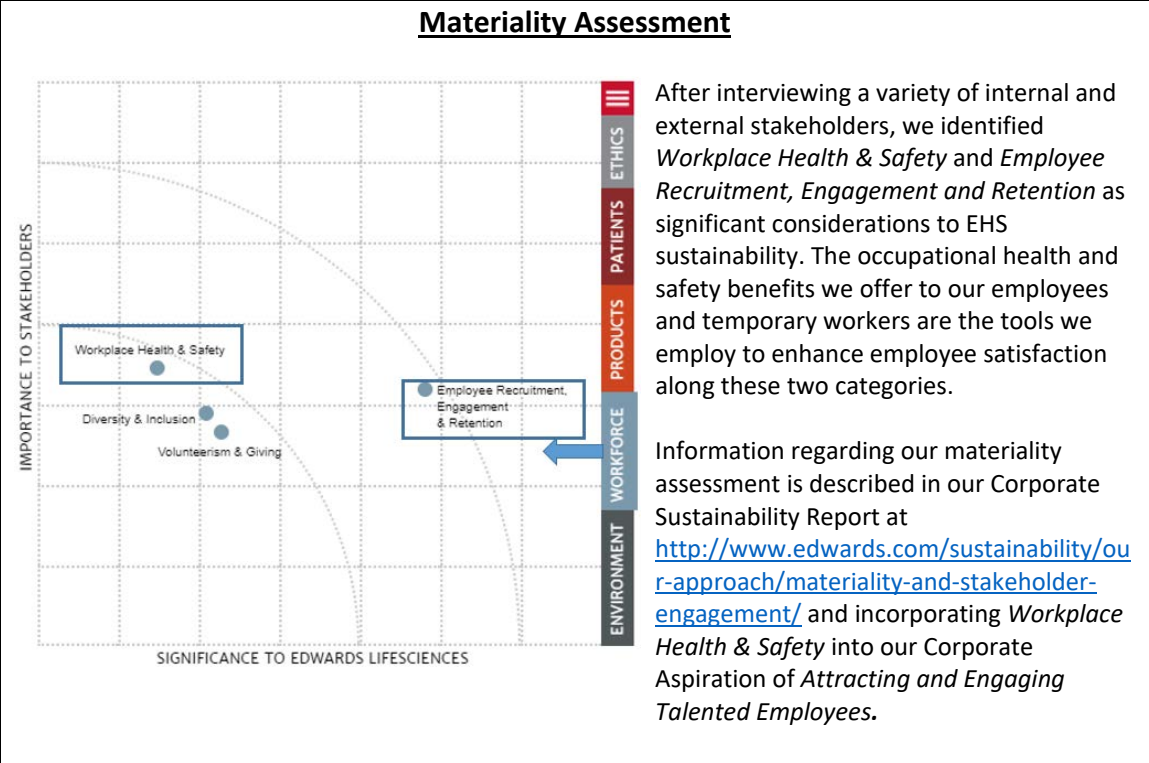 Materiality Assessment
IMPORTANCE TO STAKEHOLDERS
Workplace Health & Safety
Diversity & Inclusion
Volunteerism & Giving
Employee Recruitment,
Engagement
& Retention
SIGNIFICANCE TO EDWARDS LIFESCIENCES
ETHICS
PATIENTS
PRODUCTS
WORKFORCE
ENVIRONMENT
After interviewing a variety of internal and
external stakeholders, we identified
Workplace Health & Safety and Employee
Recruitment, Engagement and Retention as
significant considerations to EHS
sustainability. The occupational health and
safety benefits we offer to our employees
and temporary workers are the tools we
employ to enhance employee satisfaction
along these two categories.
Information regarding our materiality
assessment is described in our Corporate
Sustainability Report at
http://www.edwards.com/sustainability/ou
r-approach/materiality-and-stakeholder-
engagement/ and incorporating Workplace
Health & Safety into our Corporate
Aspiration of Attracting and Engaging
Talented Employees.